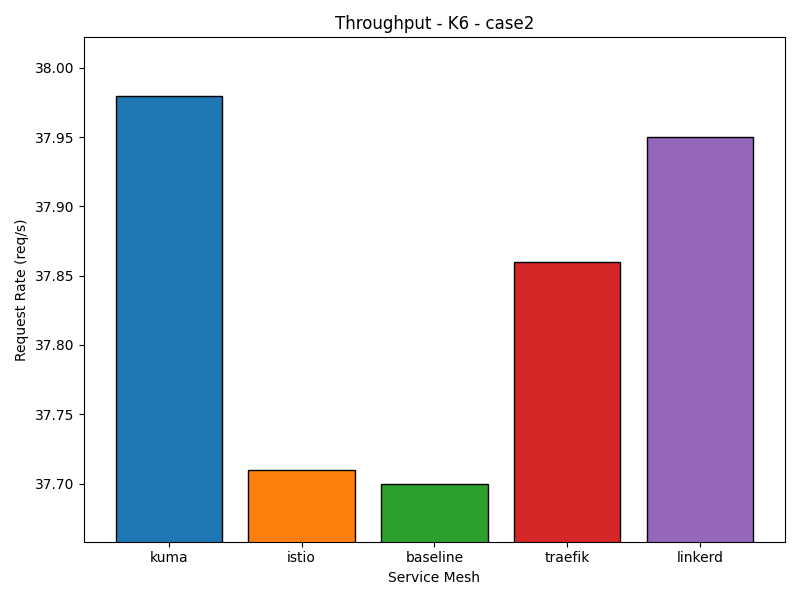 Throughput - K6 - case2
Request Rate (req/s)
38.00
37.95
37.90
37.85
37.80
37.75
37.70
kuma
istio
baseline
traefik
linkerd
Service Mesh